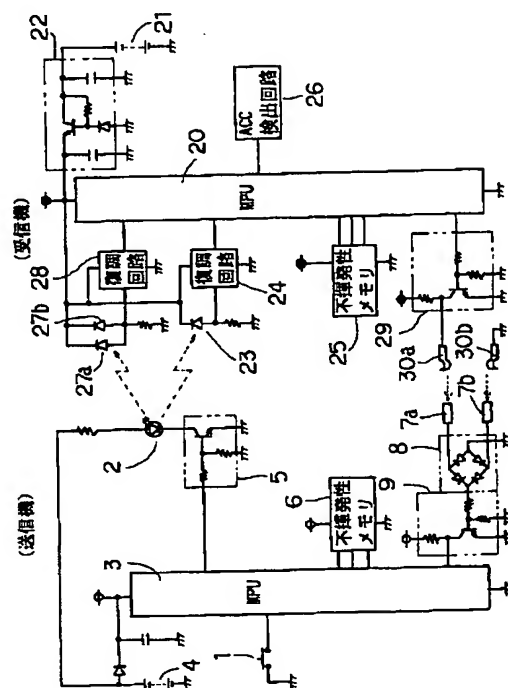 (送信機)
3
MPU
4
1
2
5
6
不揮発性
メモリ
9
8
7a
7b
(受信機)
22
21
20
MPU
ACC
検出回路
26
27b
27a
28
復調
回路
復調
回路
24
23
25
不揮発性
メモリ
29
30a
30b